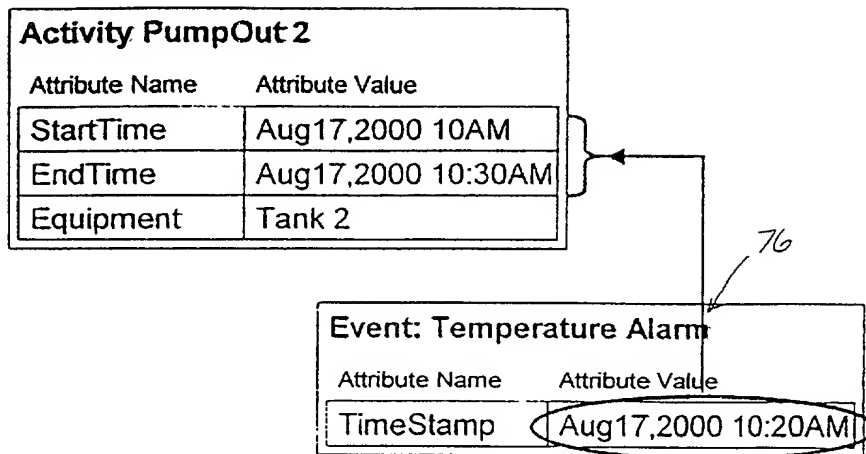 Activity PumpOut 2
Attribute Name Attribute Value
StartTime Aug17,2000 10AM
EndTime Aug17,2000 10:30AM
Equipment Tank 2
76
Event: Temperature Alarm
Attribute Name Attribute Value
TimeStamp Aug17,2000 10:20AM